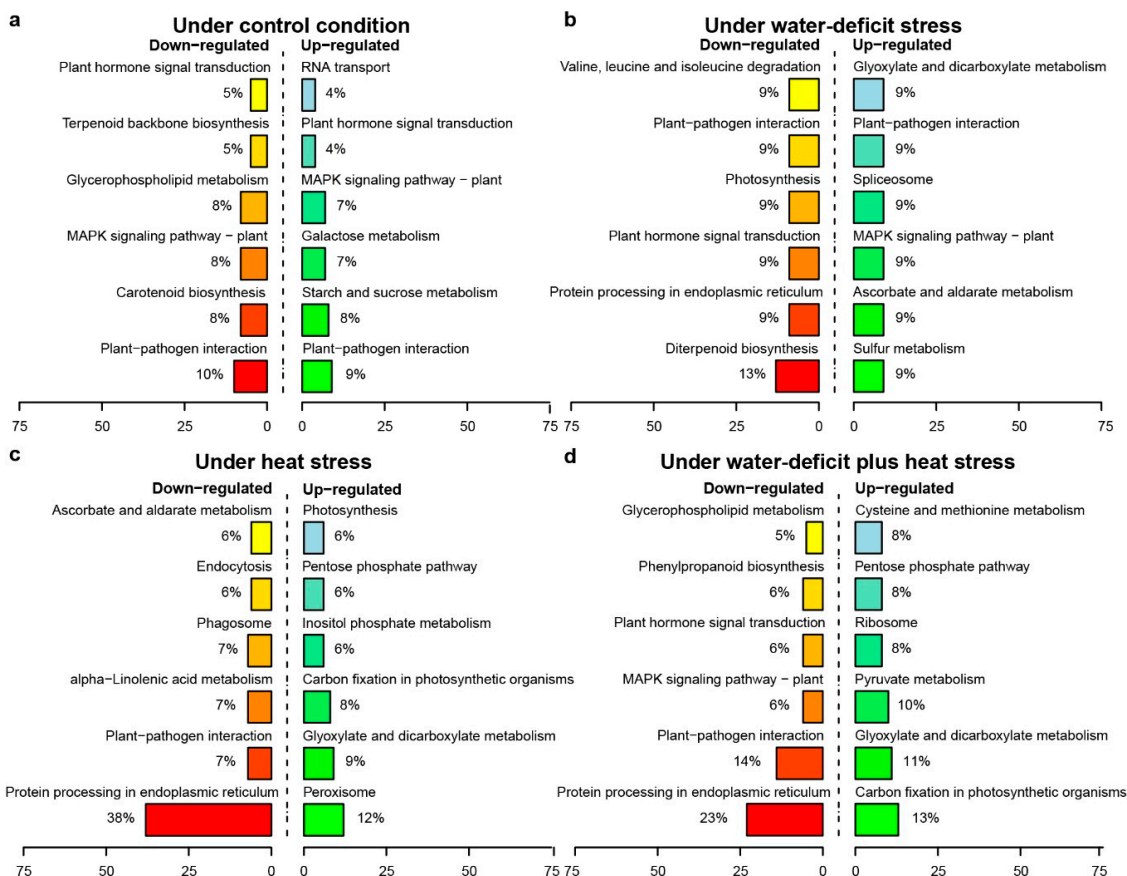 a
Under control condition
Down−regulated
Up−regulated
Plant hormone signal transduction
5%
RNA transport
4%
Terpenoid backbone biosynthesis
5%
Plant hormone signal transduction
4%
Glycerophospholipid metabolism
8%
MAPK signaling pathway − plant
7%
MAPK signaling pathway − plant
8%
Galactose metabolism
7%
Carotenoid biosynthesis
8%
Starch and sucrose metabolism
8%
Plant−pathogen interaction
10%
Plant−pathogen interaction
9%
75 50 25 0 0 25 50 75
b
Under water−deficit stress
Down−regulated
Up−regulated
Valine, leucine and isoleucine degradation
9%
Glyoxylate and dicarboxylate metabolism
9%
Plant−pathogen interaction
9%
Plant−pathogen interaction
9%
Photosynthesis
9%
Spliceosome
9%
Plant hormone signal transduction
9%
MAPK signaling pathway − plant
9%
Protein processing in endoplasmic reticulum
9%
Ascorbate and aldarate metabolism
9%
Diterpenoid biosynthesis
13%
Sulfur metabolism
9%
75 50 25 0 0 25 50 75
c
Under heat stress
Down−regulated
Up−regulated
Ascorbate and aldarate metabolism
6%
Photosynthesis
6%
Endocytosis
6%
Pentose phosphate pathway
6%
Phagosome
7%
Inositol phosphate metabolism
6%
alpha−Linolenic acid metabolism
7%
Carbon fixation in photosynthetic organisms
8%
Plant−pathogen interaction
7%
Glyoxylate and dicarboxylate metabolism
9%
Protein processing in endoplasmic reticulum
38%
Peroxisome
12%
75 50 25 0 0 25 50 75
d
Under water−deficit plus heat stress
Down−regulated
Up−regulated
Glycerophospholipid metabolism
5%
Cysteine and methionine metabolism
8%
Phenylpropanoid biosynthesis
6%
Pentose phosphate pathway
8%
Plant hormone signal transduction
6%
Ribosome
8%
MAPK signaling pathway − plant
6%
Pyruvate metabolism
10%
Plant−pathogen interaction
14%
Glyoxylate and dicarboxylate metabolism
11%
Protein processing in endoplasmic reticulum
23%
Carbon fixation in photosynthetic organisms
13%
75 50 25 0 0 25 50 75